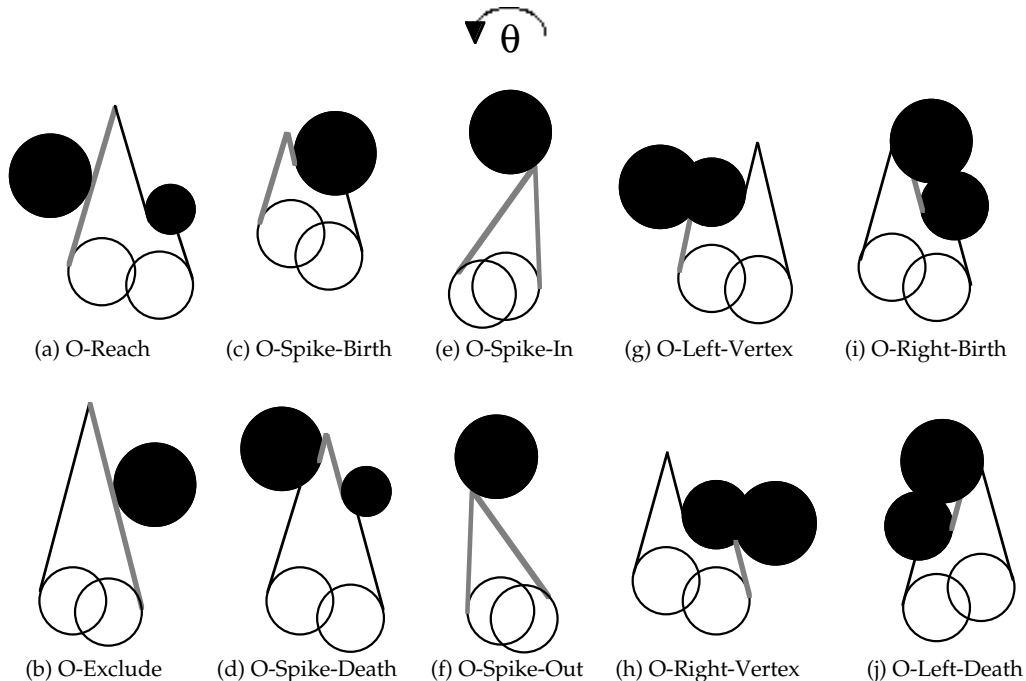 θ
(a) O-Reach
(c) O-Spike-Birth
(e) O-Spike-In
(g) O-Left-Vertex
(i) O-Right-Birth
(b) O-Exclude
(d) O-Spike-Death
(f) O-Spike-Out
(h) O-Right-Vertex
(j) O-Left-Death